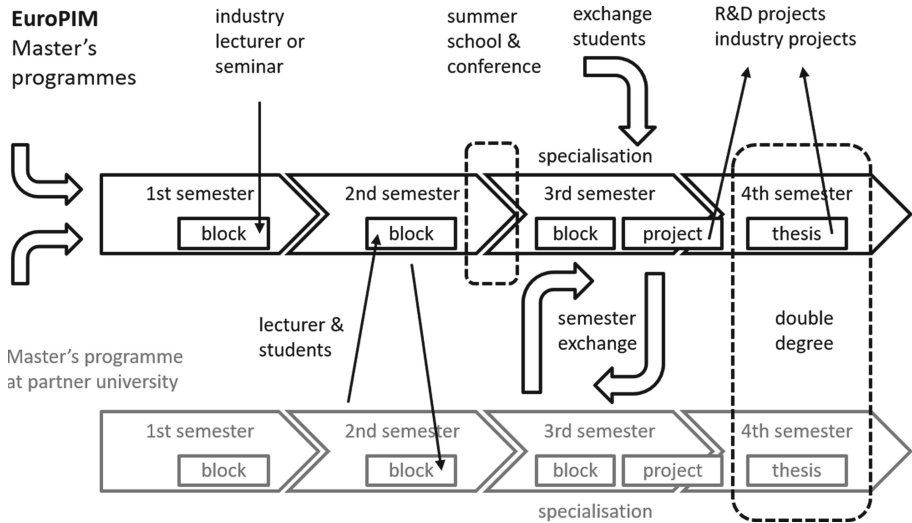 EuroPIM
Master's
programmes
industry
lecturer or
seminar
summer
school &
conference
exchange
students
R&D projects
industry projects
specialisation
1st semester
block
2nd semester
block
3rd semester
block
project
4th semester
thesis
lecturer &
students
semester
exchange
double
degree
Master's programme
at partner university
1st semester
block
2nd semester
block
3rd semester
block
project
4th semester
thesis
specialisation